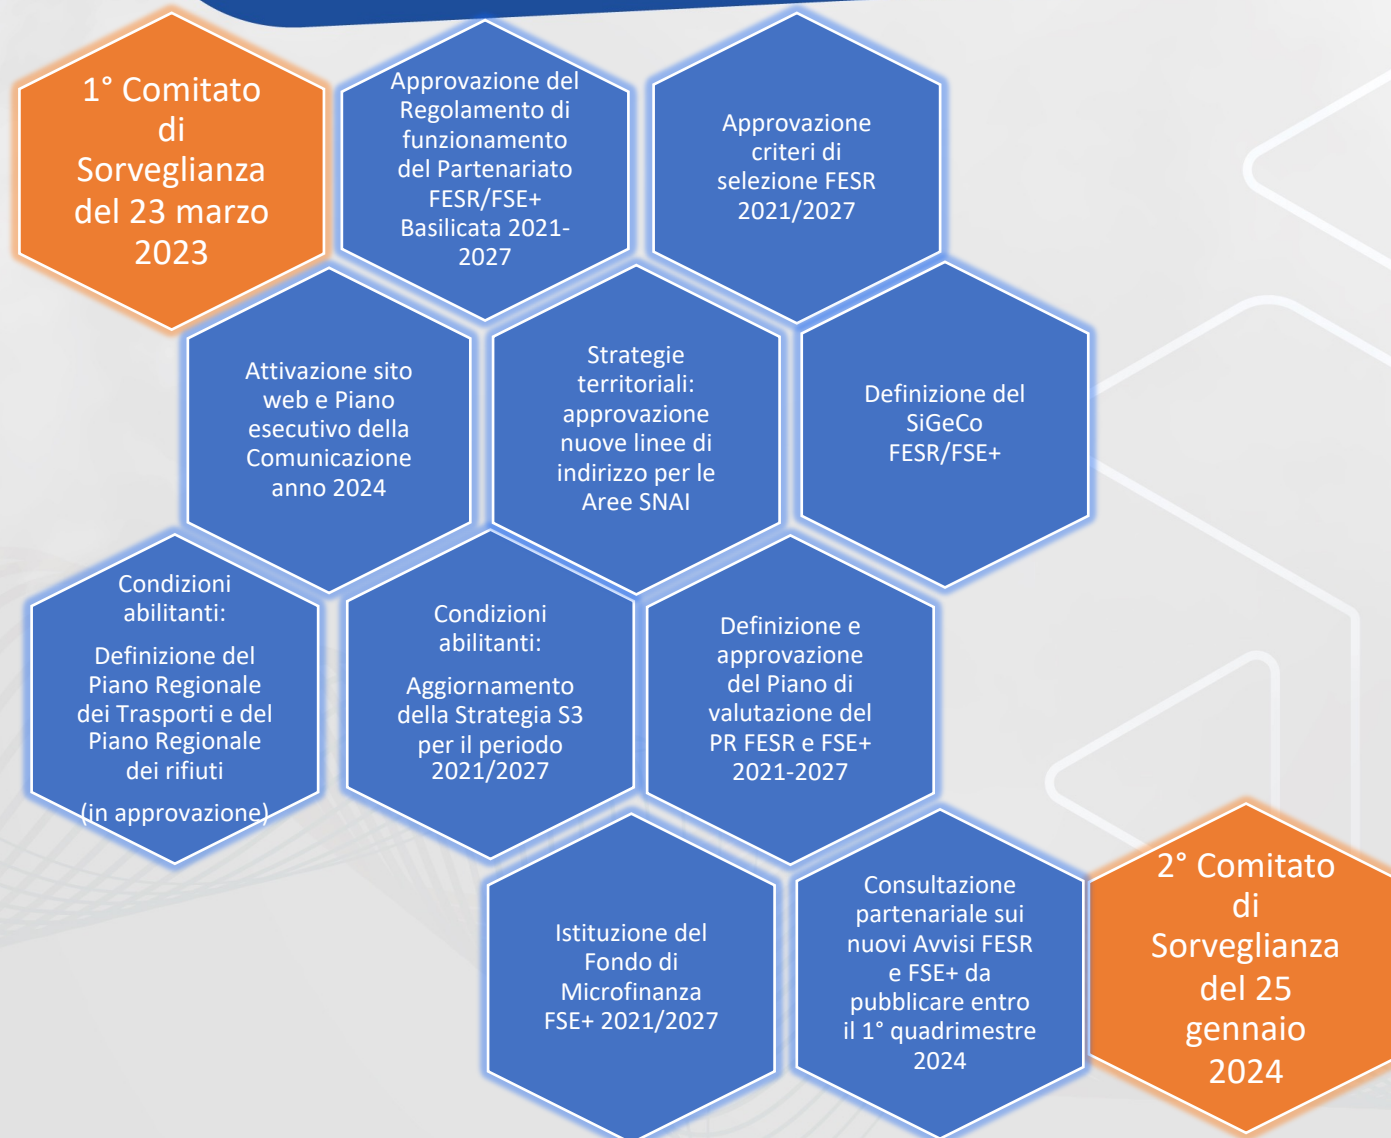 1° Comitato
di
Sorveglianza
del 23 marzo
2023
Approvazione del
Regolamento di
funzionamento
del Partenariato
FESR/FSE+
Basilicata 2021-
2027
Approvazione
criteri di
selezione FESR
2021/2027
Attivazione sito
web e Piano
esecutivo della
Comunicazione
anno 2024
Strategie
territoriali:
approvazione
nuove linee di
indirizzo per le
Aree SNAI
Definizione del
SiGeCo
FESR/FSE+
Condizioni
abilitanti:
Definizione del
Piano Regionale
dei Trasporti e del
Piano Regionale
dei rifiuti
(in approvazione)
Condizioni
abilitanti:
Aggiornamento
della Strategia S3
per il periodo
2021/2027
Definizione e
approvazione
del Piano di
valutazione del
PR FESR e FSE+
2021-2027
Istituzione del
Fondo di
Microfinanza
FSE+ 2021/2027
Consultazione
partenariale sui
nuovi Avvisi FESR
e FSE+ da
pubblicare entro
il 1° quadrimestre
2024
2° Comitato
di
Sorveglianza
del 25
gennaio
2024